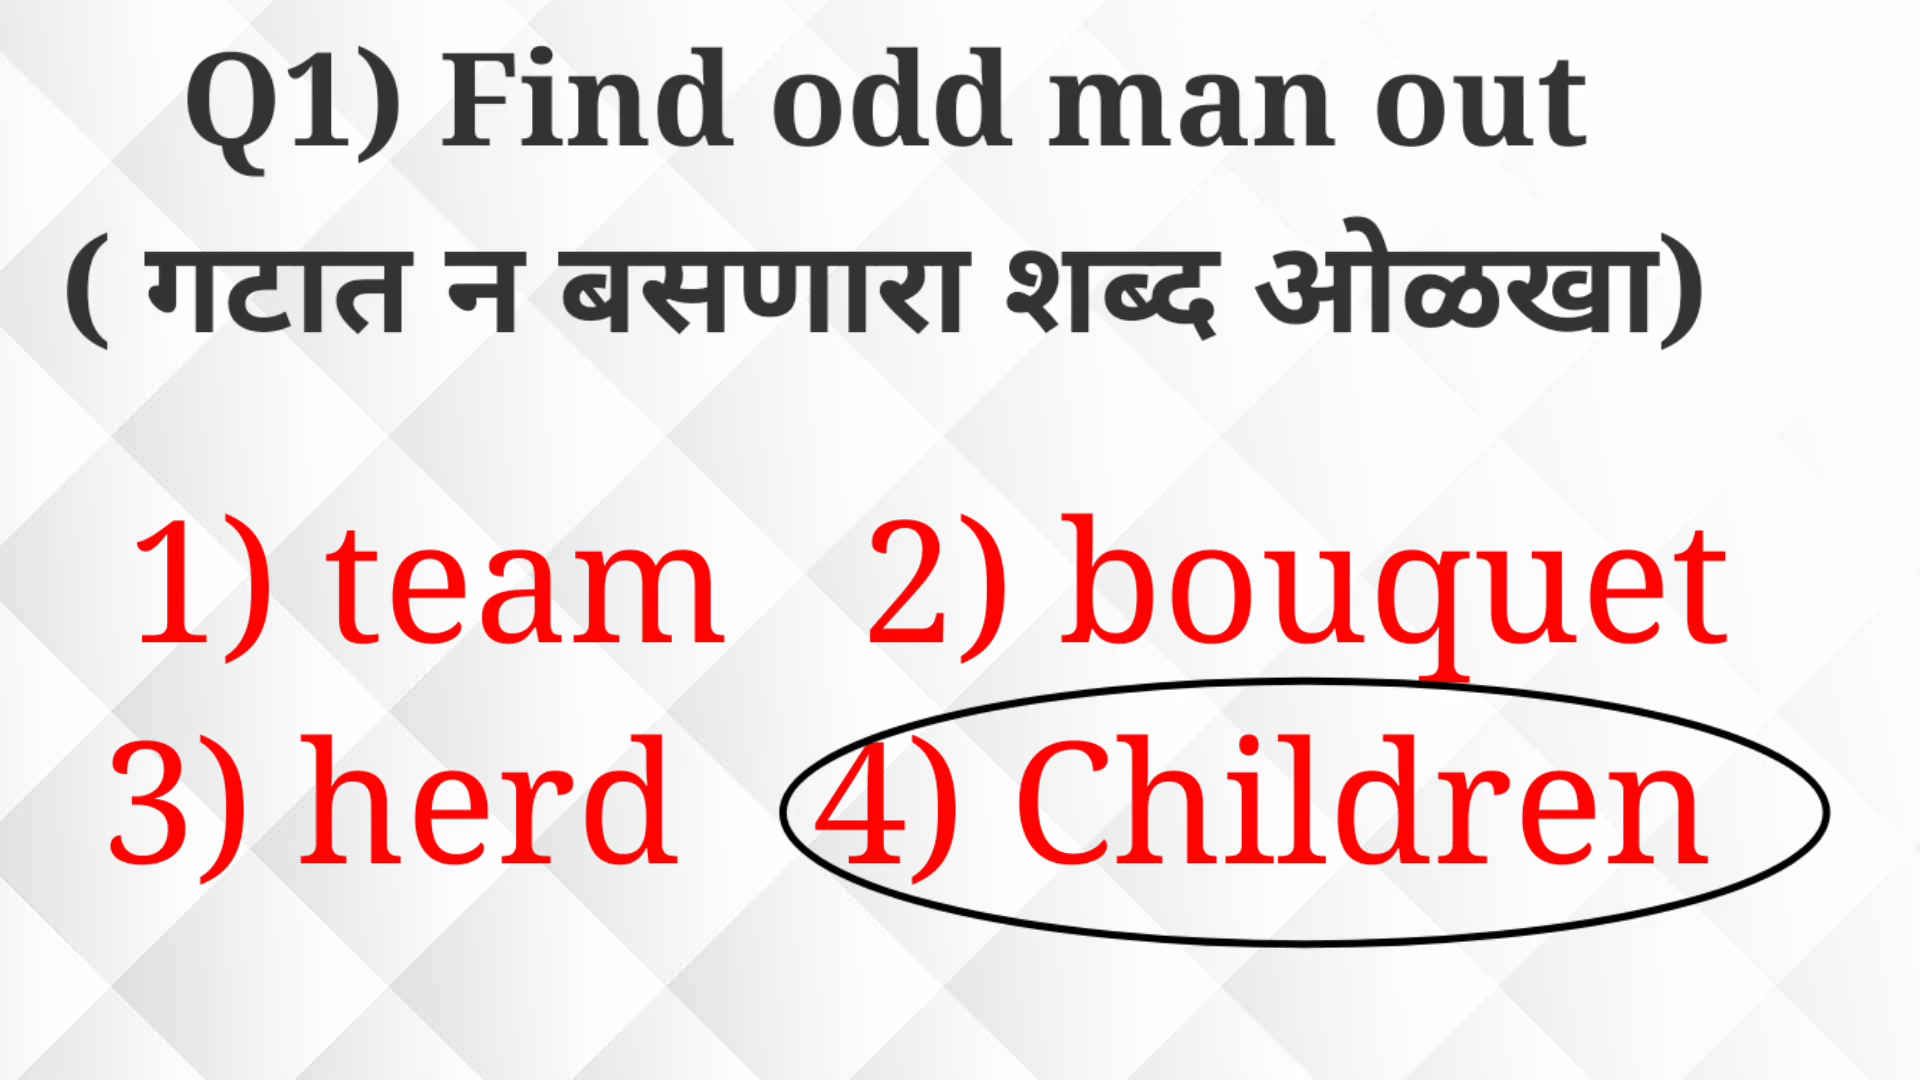 Q1) Find odd man out
( गटात न बसणारा शब्द ओळखा)
1) team 2) bouquet
3) herd 4) Children